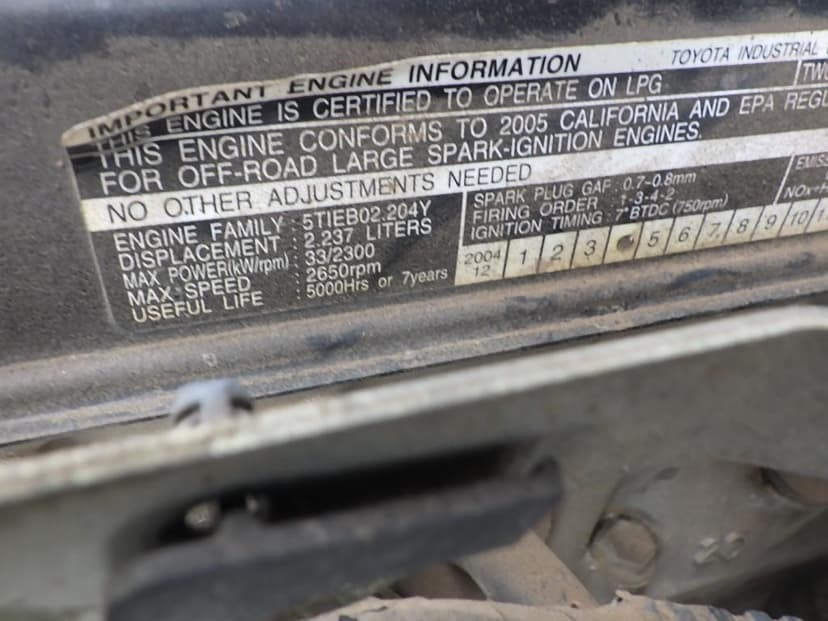 IMPORTANT ENGINE INFORMATION TOYOTA INDUSTRIAL
THIS ENGINE IS CERTIFIED TO OPERATE ON LPG
THIS ENGINE CONFORMS TO 2005 CALIFORNIA AND EPA REGU
FOR OFF-ROAD LARGE SPARK-IGNITION ENGINES.
NO OTHER ADJUSTMENTS NEEDED
ENGINE FAMILY : 5TIEB02.204Y
DISPLACEMENT : 2,237 LITERS
MAX POWER(kW/rpm) : 33/2300
MAX SPEED : 2650rpm
USEFUL LIFE : 5000Hrs or 7years
SPARK PLUG GAP : 0.7-0.8mm
FIRING ORDER : 1-3-4-2
IGNITION TIMING : 7°BTDC (750rpm)
2004 12 1 2 3 5 6 7 8 9 10